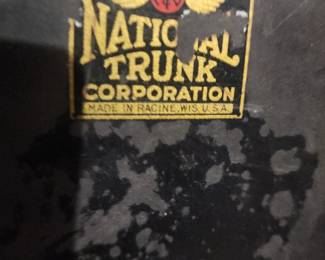 NATIONAL
TRUNK
CORPORATION
MADE IN RACINE, WIS. U.S.A.